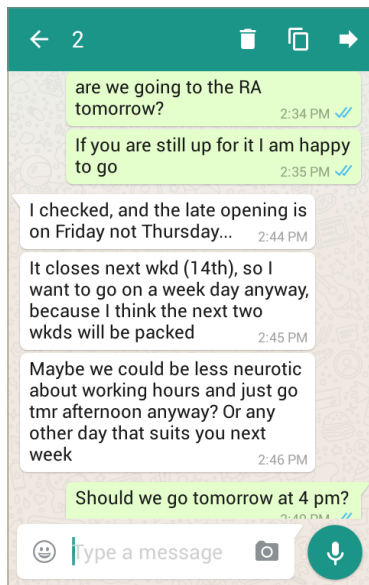 2
are we going to the RA
tomorrow?
2:34 PM
If you are still up for it I am happy
to go
2:35 PM
I checked, and the late opening is
on Friday not Thursday...
2:44 PM
It closes next wkd (14th), so I
want to go on a week day anyway,
because I think the next two
wkds will be packed
2:45 PM
Maybe we could be less neurotic
about working hours and just go
tmr afternoon anyway? Or any
other day that suits you next
week
2:46 PM
Should we go tomorrow at 4 pm?
Type a message